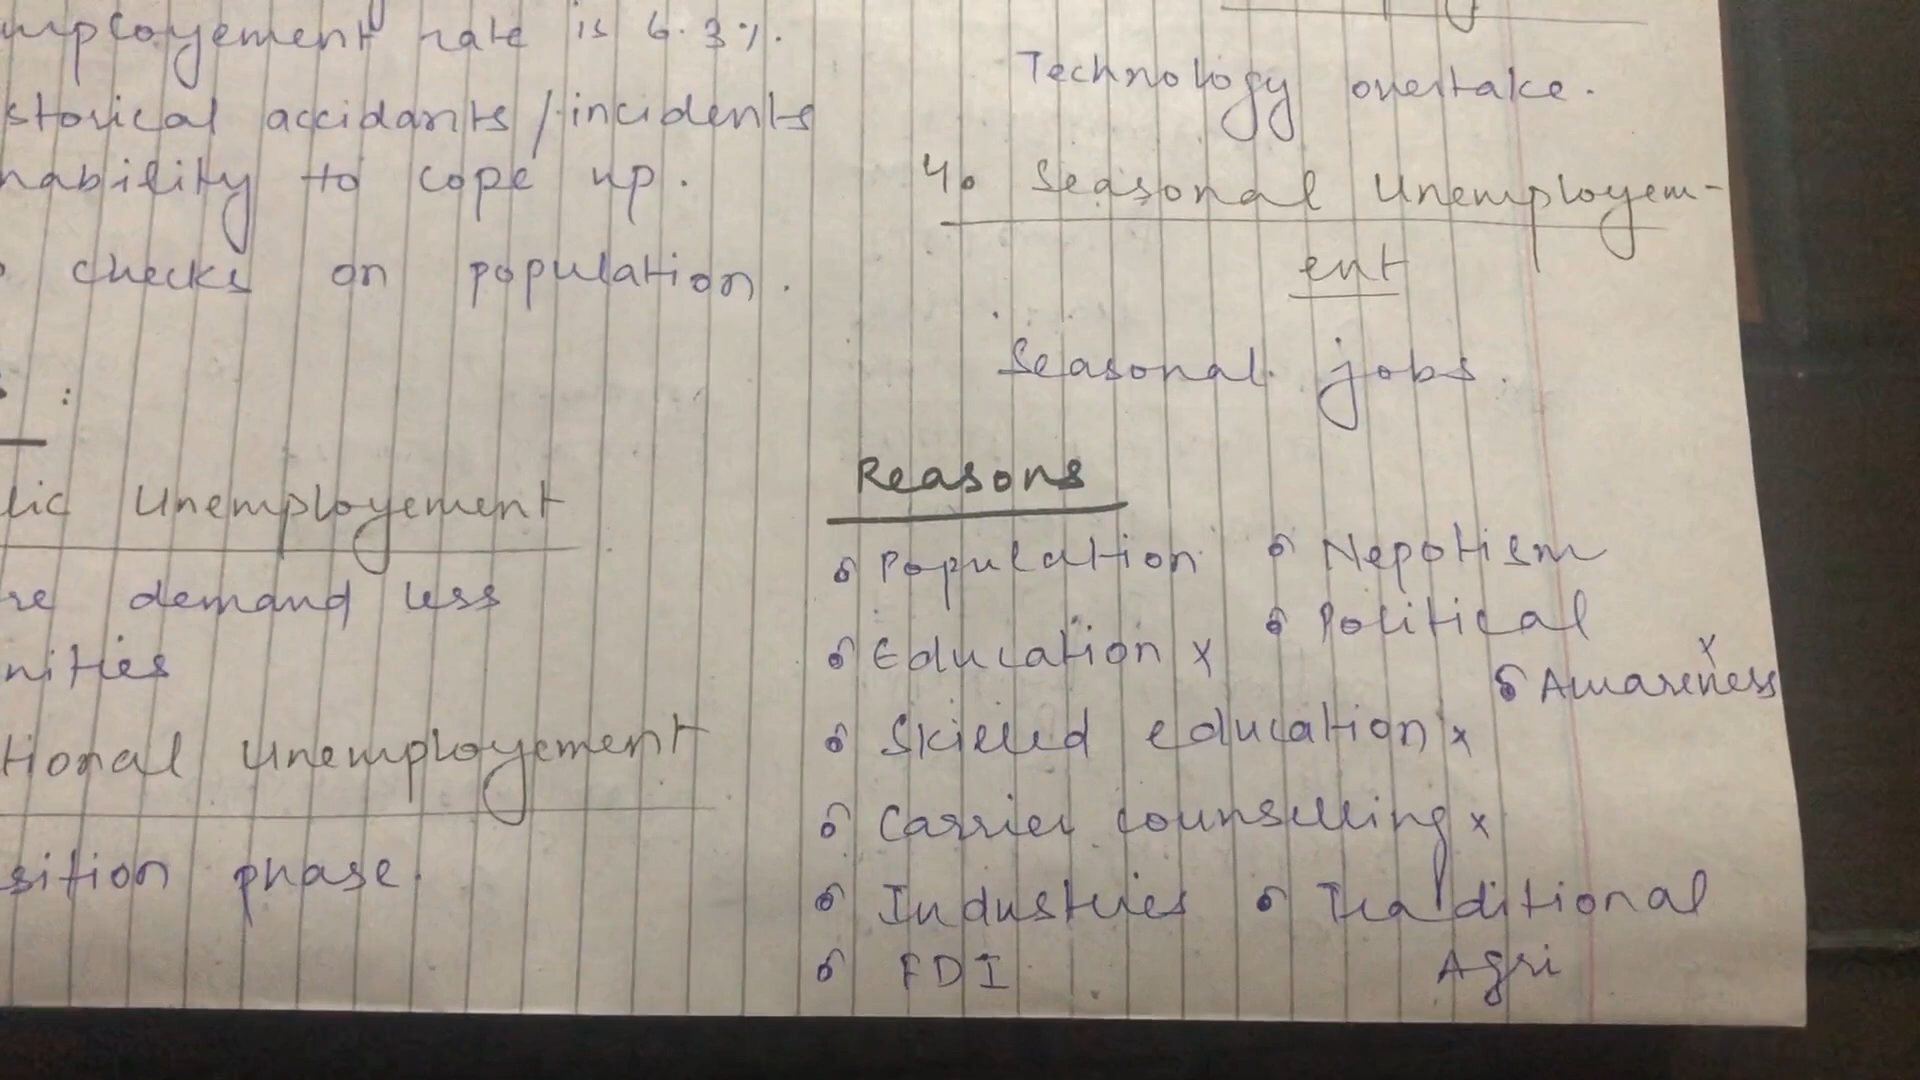 mployement rate is 6.3%.
storical accidants/incidents
nability to cope up.
checks on population.
:
lic Unemployement
re demand less
nities
tional Unemployement
sition phase.
Technology overtake.
4. Seasonal Unemployem-
ent
Seasonal jobs.
Reasons
Population
Education x
Skilled education x
Carrier counselling x
Industries
FDI
Nepotism
Political
Awareness x
Traditional
Agri